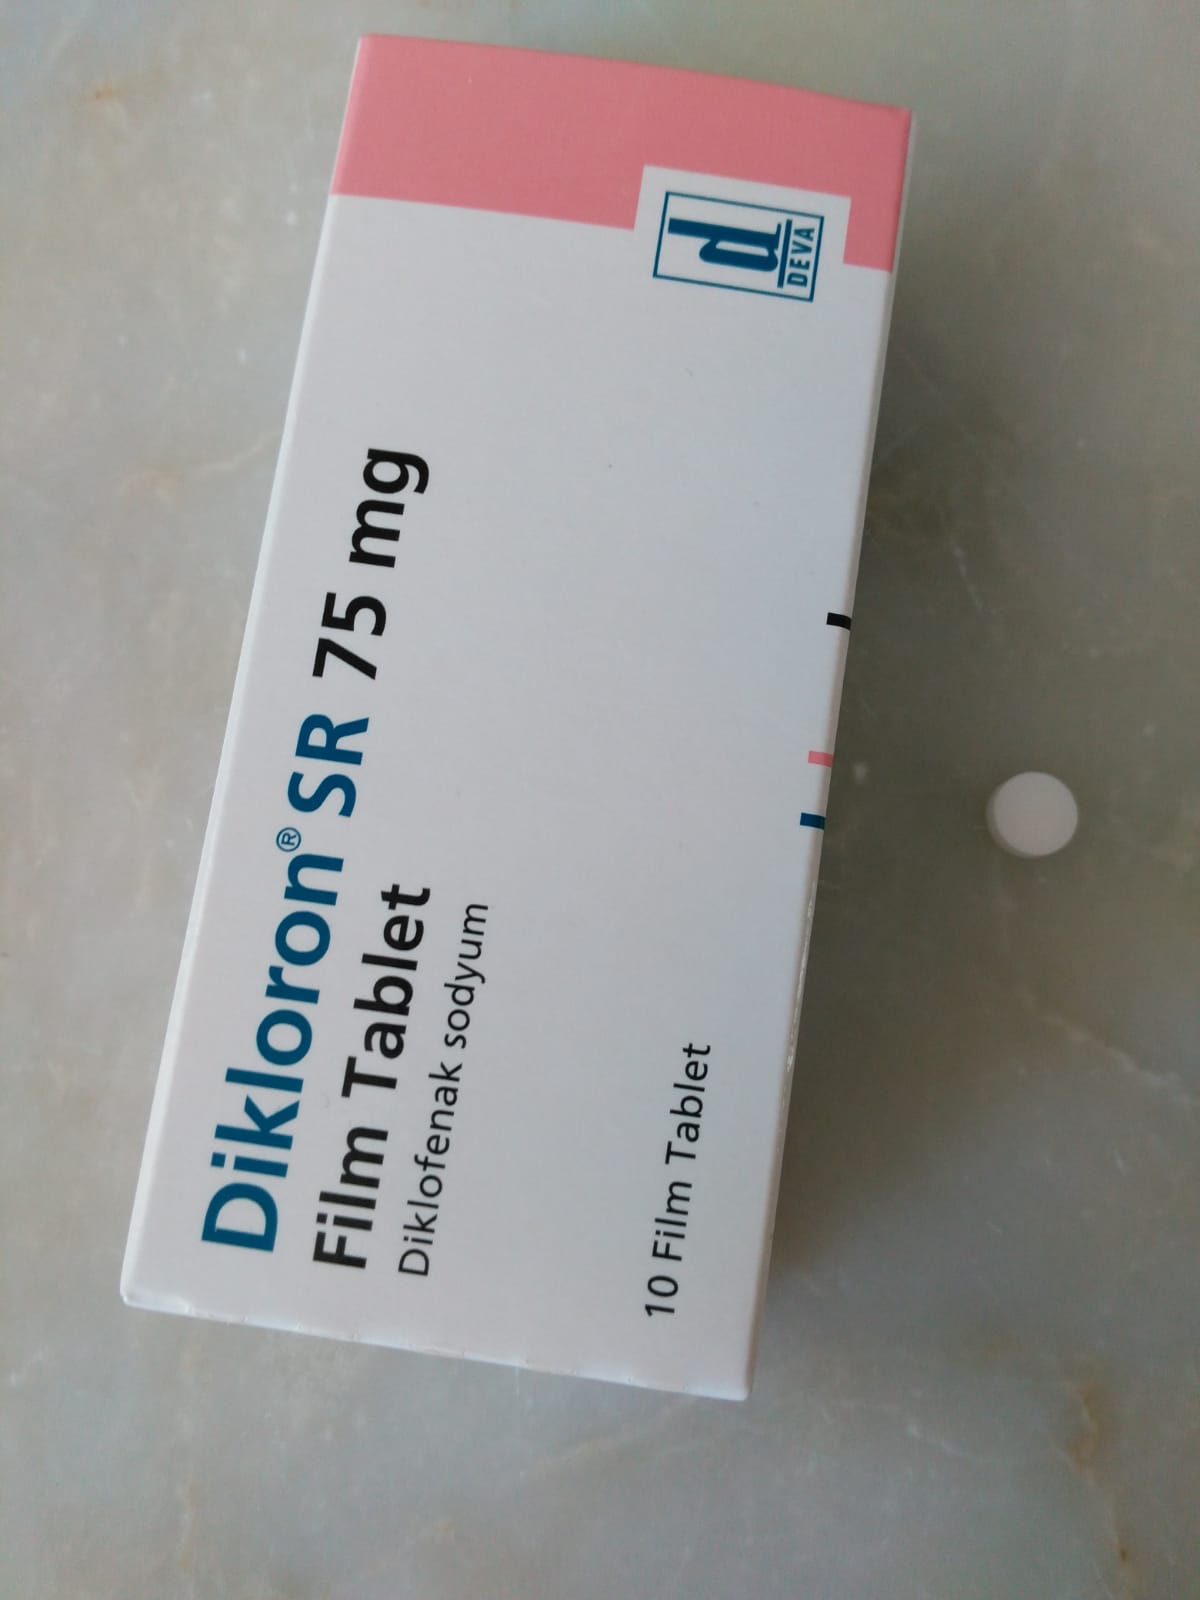 Dikloron® SR 75 mg
Film Tablet
Diklofenak sodyum
10 Film Tablet
d
DEVA